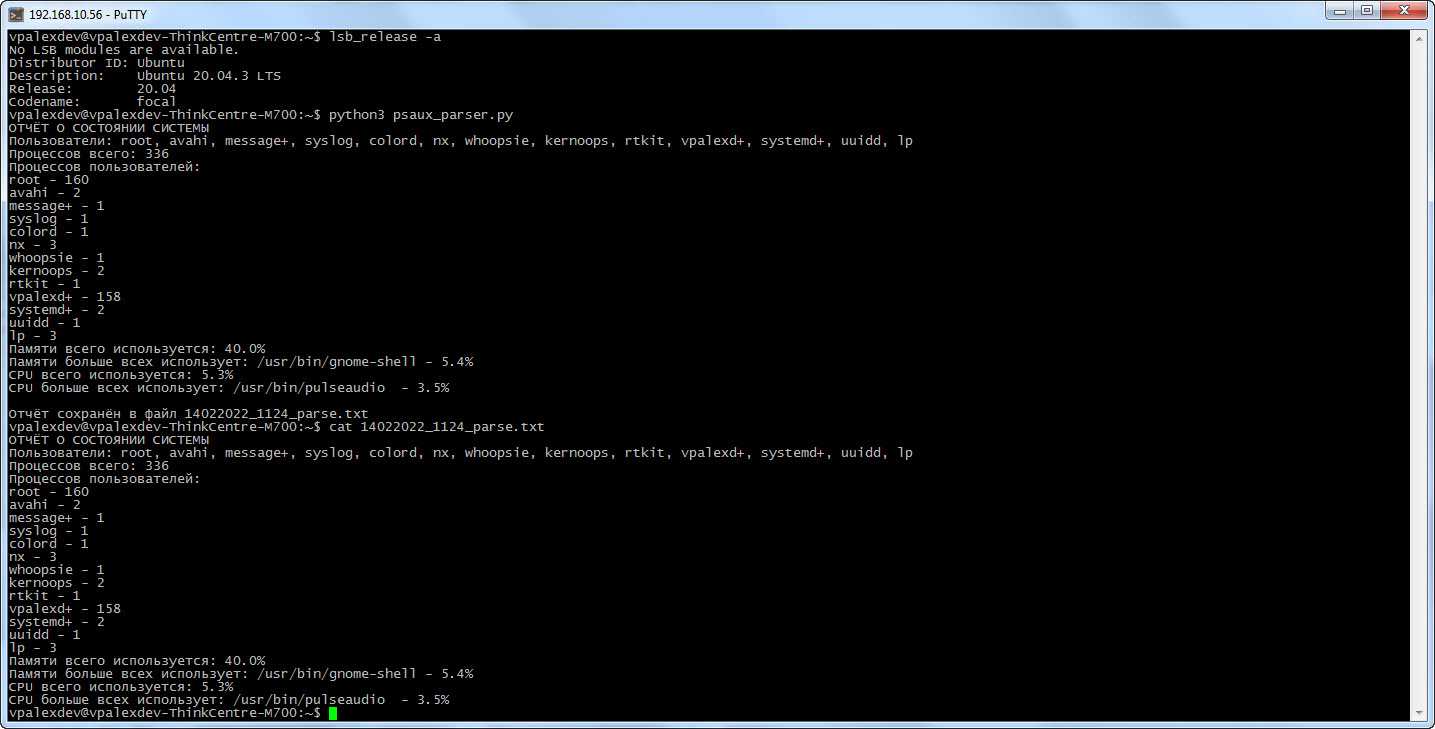 192.168.10.56 - PuTTY
vpalexdev@vpalexdev-ThinkCentre-M700:~$ lsb_release -a
No LSB modules are available.
Distributor ID: Ubuntu
Description:    Ubuntu 20.04.3 LTS
Release:        20.04
Codename:       focal
vpalexdev@vpalexdev-ThinkCentre-M700:~$ python3 psaux_parser.py
ОТЧЁТ О СОСТОЯНИИ СИСТЕМЫ
Пользователи: root, avahi, message+, syslog, colord, nx, whoopsie, kernoops, rtkit, vpalexd+, systemd+, uuidd, lp
Процессов всего: 336
Процессов пользователей:
root - 160
avahi - 2
message+ - 1
syslog - 1
colord - 1
nx - 3
whoopsie - 1
kernoops - 2
rtkit - 1
vpalexd+ - 158
systemd+ - 2
uuidd - 1
lp - 3
Памяти всего используется: 40.0%
Памяти больше всех использует: /usr/bin/gnome-shell - 5.4%
CPU всего используется: 5.3%
CPU больше всех использует: /usr/bin/pulseaudio  - 3.5%
Отчёт сохранён в файл 14022022_1124_parse.txt
vpalexdev@vpalexdev-ThinkCentre-M700:~$ cat 14022022_1124_parse.txt
ОТЧЁТ О СОСТОЯНИИ СИСТЕМЫ
Пользователи: root, avahi, message+, syslog, colord, nx, whoopsie, kernoops, rtkit, vpalexd+, systemd+, uuidd, lp
Процессов всего: 336
Процессов пользователей:
root - 160
avahi - 2
message+ - 1
syslog - 1
colord - 1
nx - 3
whoopsie - 1
kernoops - 2
rtkit - 1
vpalexd+ - 158
systemd+ - 2
uuidd - 1
lp - 3
Памяти всего используется: 40.0%
Памяти больше всех использует: /usr/bin/gnome-shell - 5.4%
CPU всего используется: 5.3%
CPU больше всех использует: /usr/bin/pulseaudio  - 3.5%
vpalexdev@vpalexdev-ThinkCentre-M700:~$